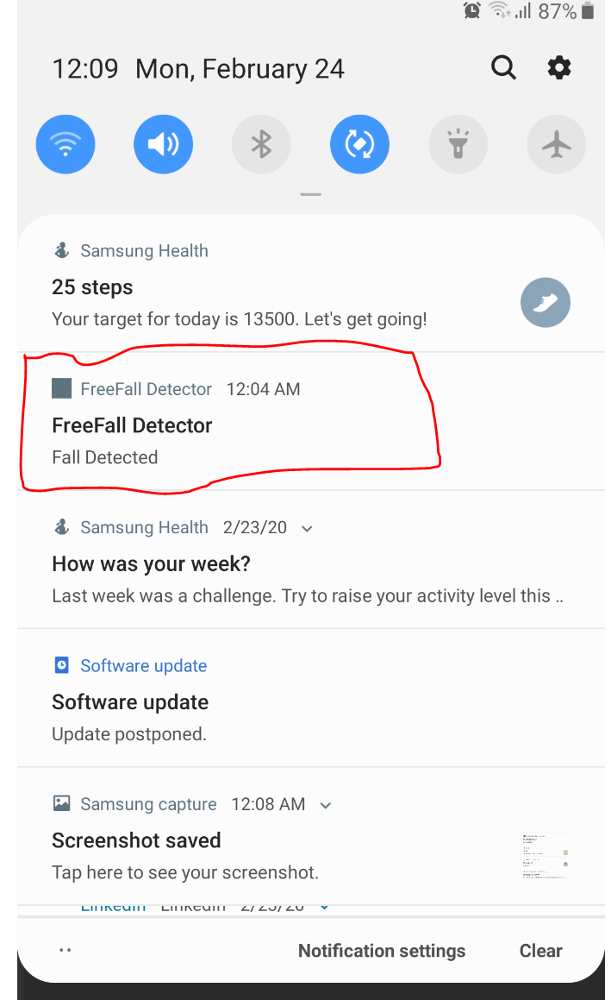 87%
12:09 Mon, February 24
Samsung Health
25 steps
Your target for today is 13500. Let's get going!
FreeFall Detector 12:04 AM
FreeFall Detector
Fall Detected
Samsung Health 2/23/20
How was your week?
Last week was a challenge. Try to raise your activity level this ..
Software update
Software update
Update postponed.
Samsung capture 12:08 AM
Screenshot saved
Tap here to see your screenshot.
LinkedIn LinkedIn 2/23/20
Notification settings Clear